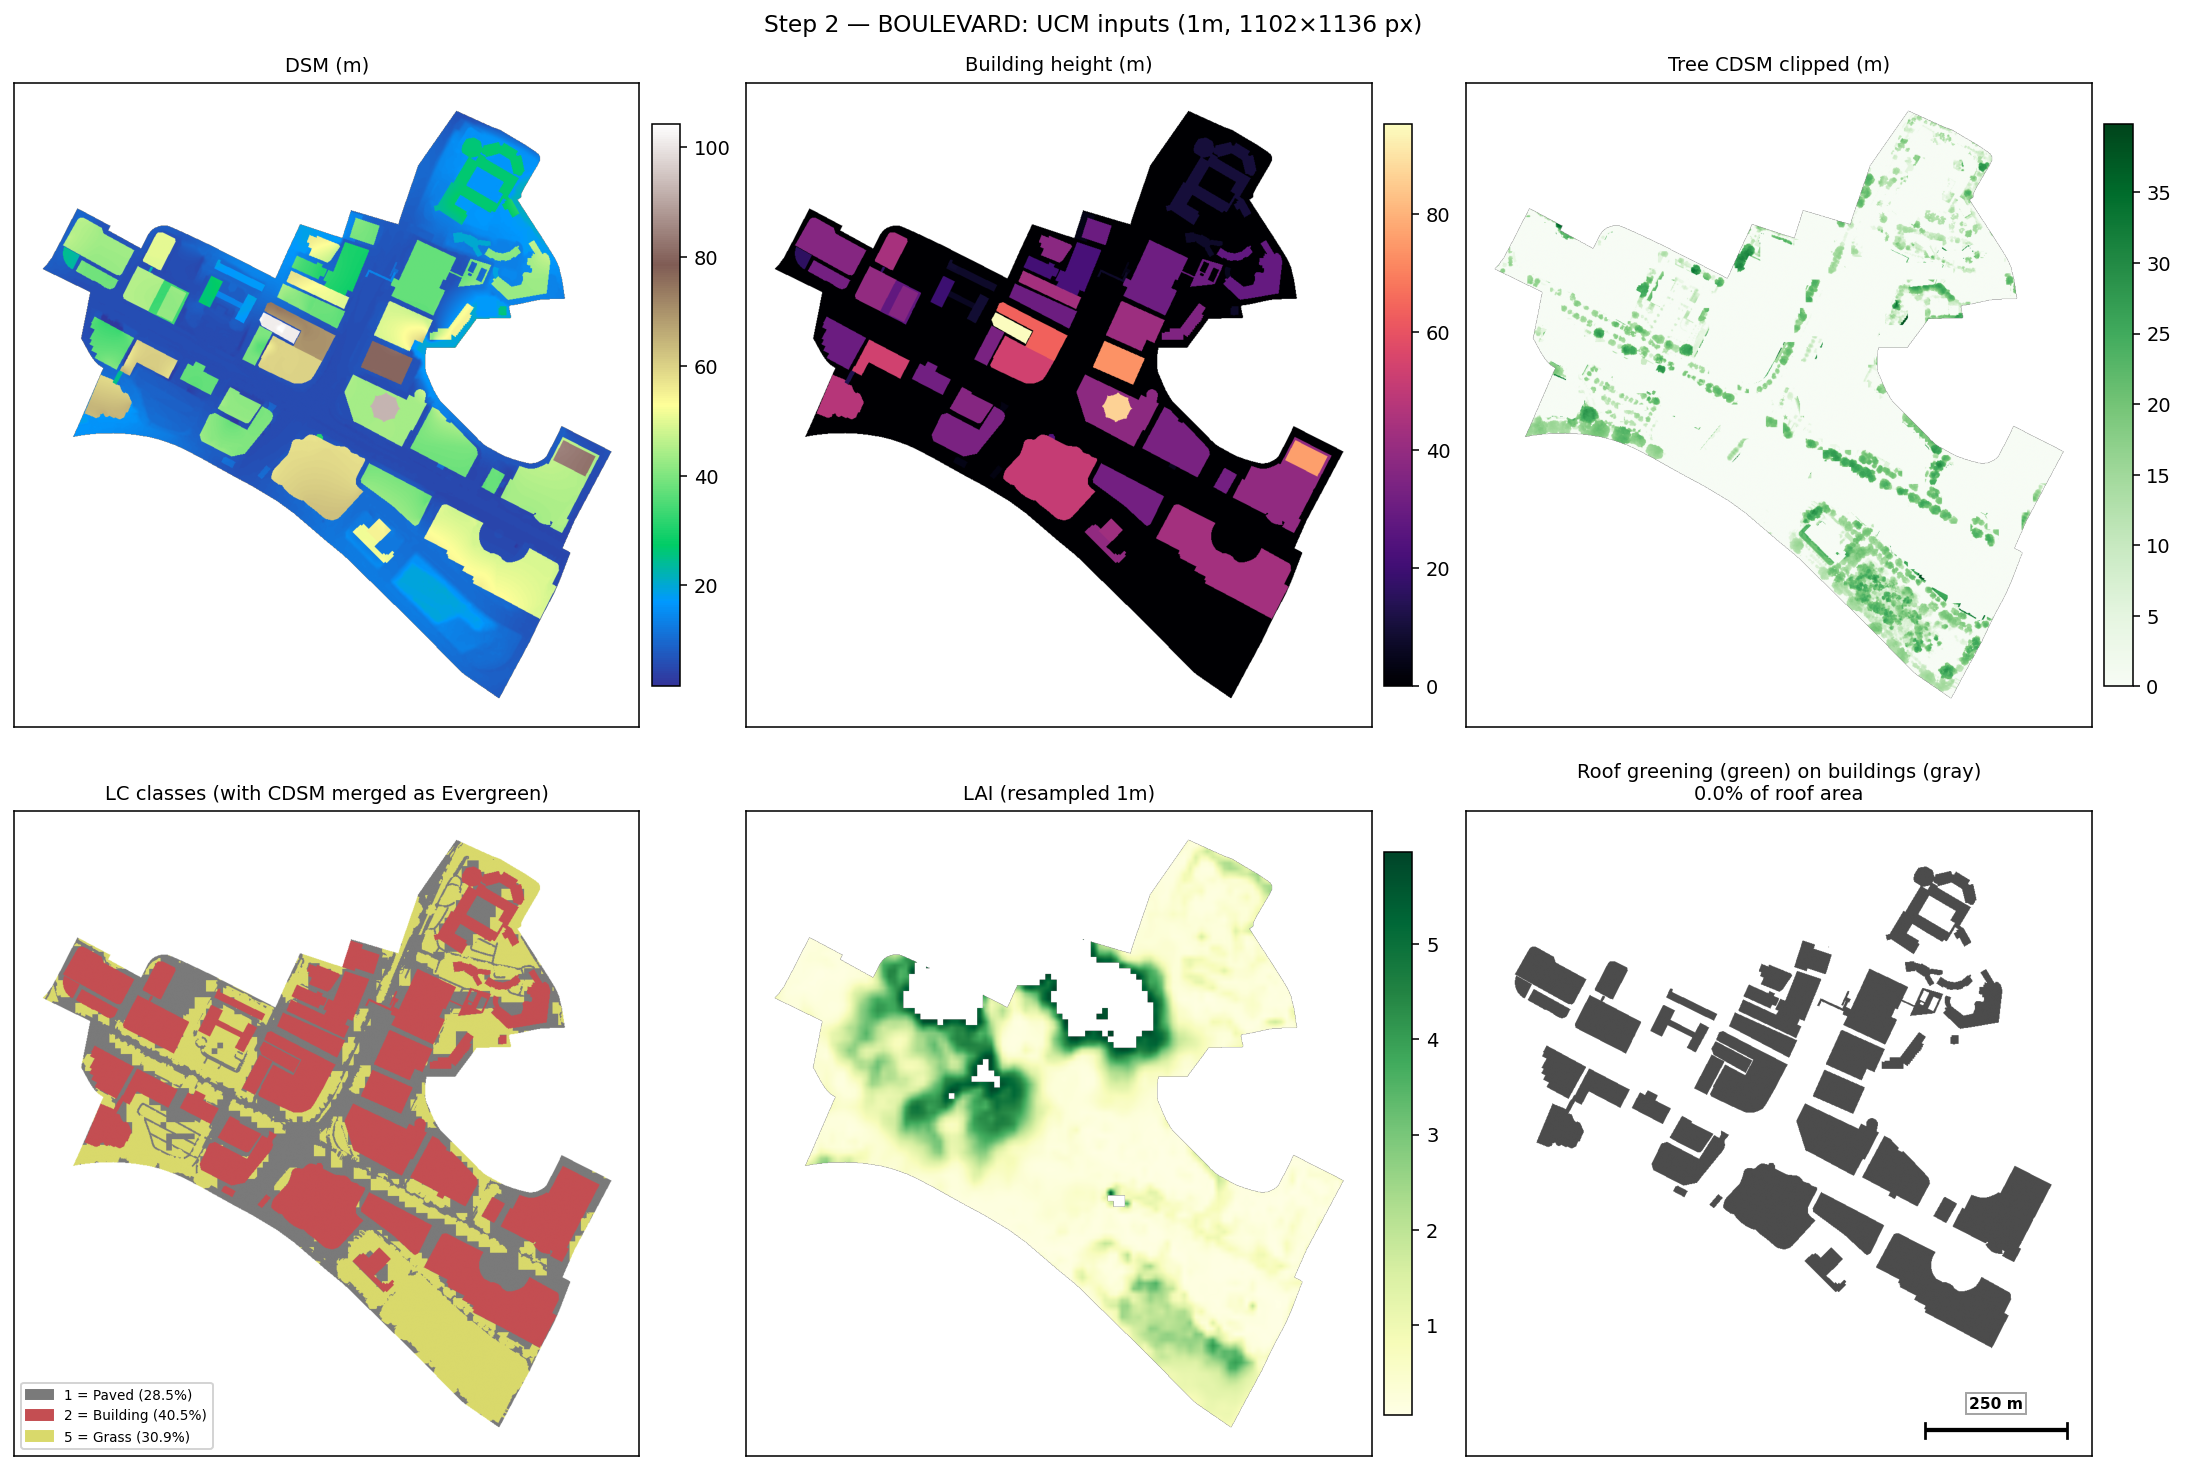 Step 2 — BOULEVARD: UCM inputs (1m, 1102×1136 px)
DSM (m)
100
80
60
40
20
Building height (m)
80
60
40
20
0
Tree CDSM clipped (m)
35
30
25
20
15
10
5
0
LC classes (with CDSM merged as Evergreen)
1 = Paved (28.5%)
2 = Building (40.5%)
5 = Grass (30.9%)
LAI (resampled 1m)
5
4
3
2
1
Roof greening (green) on buildings (gray)
0.0% of roof area
250 m